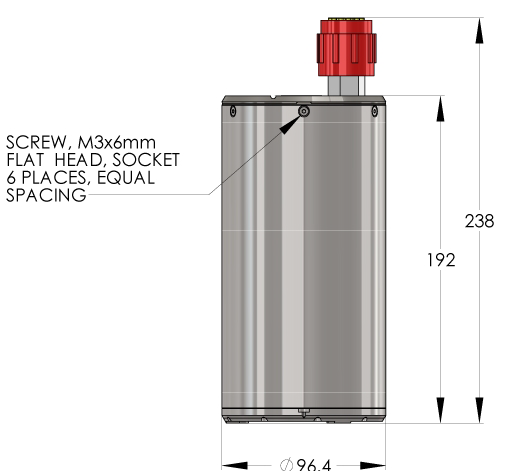 SCREW, M3x6mm
FLAT HEAD, SOCKET
6 PLACES, EQUAL
SPACING
238
192
∅96.4